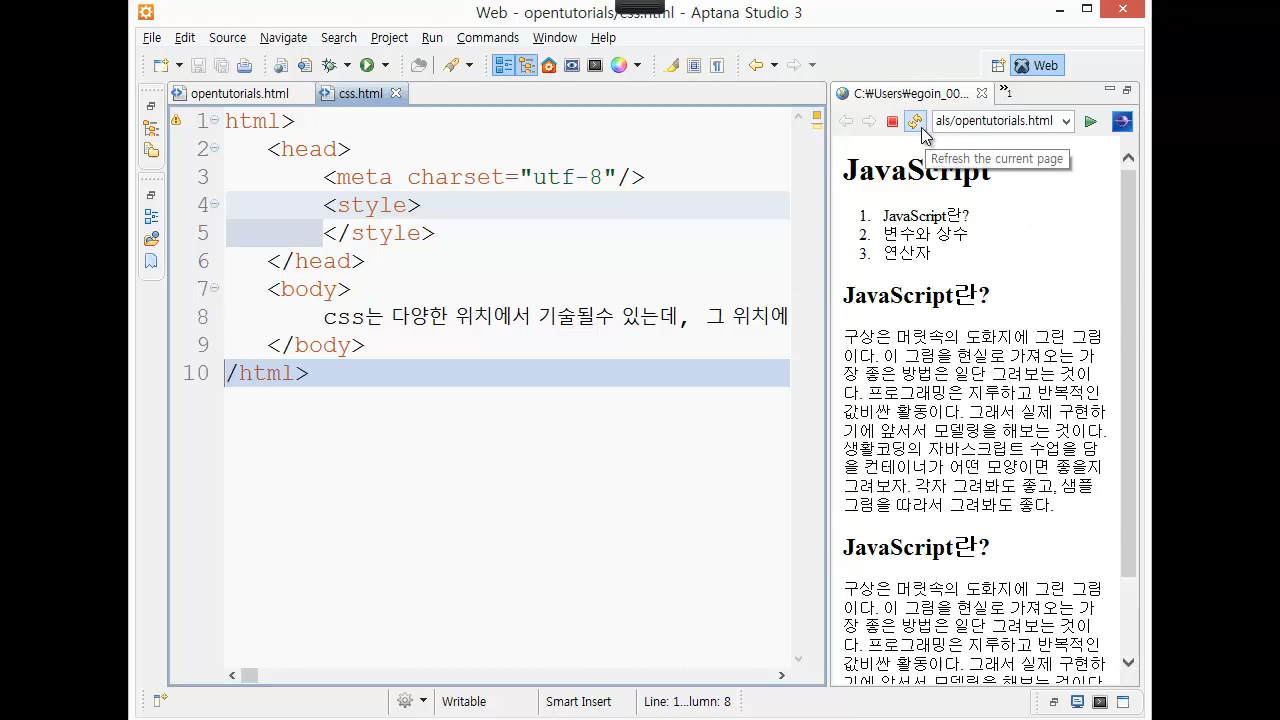 Web - opentutorials/css.html - Aptana Studio 3
File Edit Source Navigate Search Project Run Commands Window Help
Web
opentutorials.html
css.html
1 html>
2 <head>
3 <meta charset="utf-8"/>
4 <style>
5 </style>
6 </head>
7 <body>
8 css는 다양한 위치에서 기술될수 있는데, 그 위치에
9 </body>
10 /html>
Writable
Smart Insert
Line: 1...lumn: 8
C:₩Users₩egoin_00...
1
als/opentutorials.html
Refresh the current page
JavaScript
1. JavaScript란?
2. 변수와 상수
3. 연산자
JavaScript란?
구상은 머릿속의 도화지에 그린 그림
이다. 이 그림을 현실로 가져오는 가
장 좋은 방법은 일단 그려보는 것이
다. 프로그래밍은 지루하고 반복적인
값비싼 활동이다. 그래서 실제 구현하
기에 앞서서 모델링을 해보는 것이다.
생활코딩의 자바스크립트 수업을 담
을 컨테이너가 어떤 모양이면 좋을지
그려보자. 각자 그려봐도 좋고, 샘플
그림을 따라서 그려봐도 좋다.
JavaScript란?
구상은 머릿속의 도화지에 그린 그림
이다. 이 그림을 현실로 가져오는 가
장 좋은 방법은 일단 그려보는 것이
다. 프로그래밍은 지루하고 반복적인
값비싼 활동이다. 그래서 실제 구현하
기에 앞서서 모델링을 해보는 것이다.